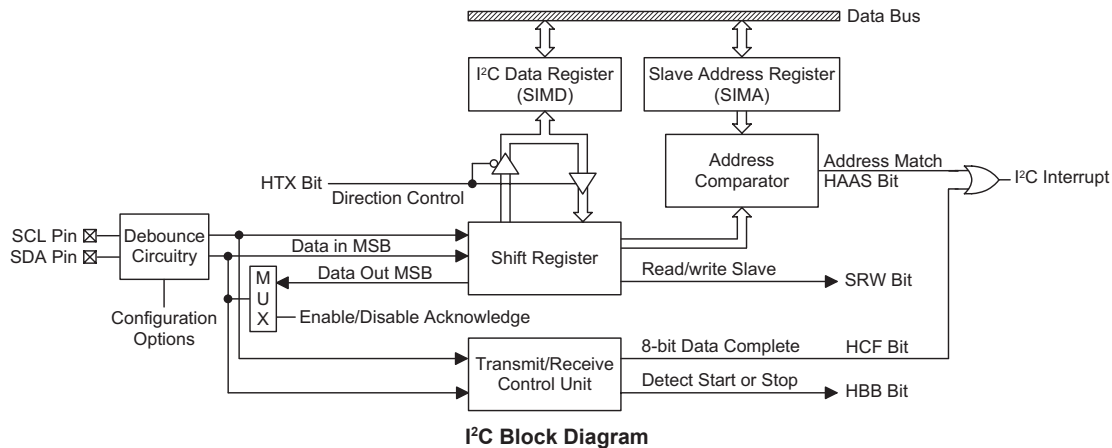 Data Bus
I²C Data Register
(SIMD)
Slave Address Register
(SIMA)
HTX Bit
Direction Control
Address
Comparator
Address Match
HAAS Bit
I²C Interrupt
SCL Pin
SDA Pin
Debounce
Circuitry
Data in MSB
Shift Register
Data Out MSB
M
U
X
Read/write Slave
SRW Bit
Configuration
Options
Enable/Disable Acknowledge
Transmit/Receive
Control Unit
8-bit Data Complete
HCF Bit
Detect Start or Stop
HBB Bit
I²C Block Diagram